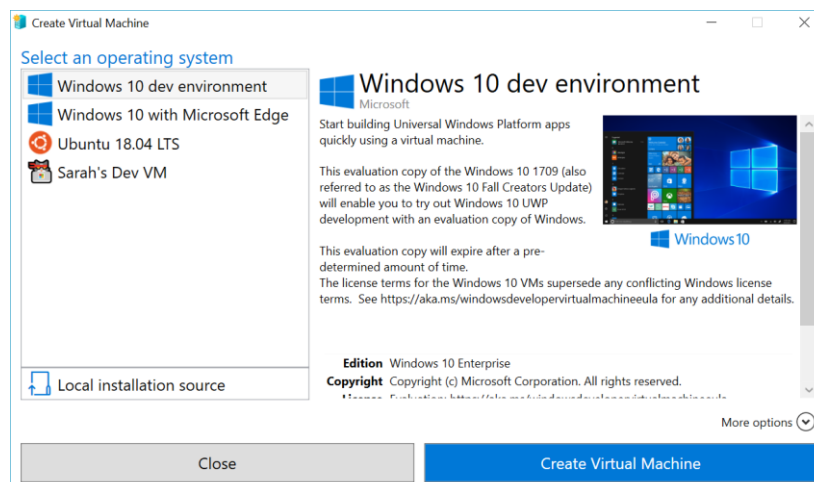 Create Virtual Machine
Select an operating system
Windows 10 dev environment
Windows 10 with Microsoft Edge
Ubuntu 18.04 LTS
Sarah's Dev VM
Local installation source
Windows 10 dev environment
Microsoft
Start building Universal Windows Platform apps
quickly using a virtual machine.
This evaluation copy of the Windows 10 1709 (also
referred to as the Windows 10 Fall Creators Update)
will enable you to try out Windows 10 UWP
development with an evaluation copy of Windows.
This evaluation copy will expire after a pre-
determined amount of time.
The license terms for the Windows 10 VMs supersede any conflicting Windows license
terms. See https://aka.ms/windowsdevelopervirtualmachineeula for any additional details.
Windows10
Edition Windows 10 Enterprise
Copyright Copyright (c) Microsoft Corporation. All rights reserved.
License Evaluation: https://aka.ms/windowsdevelopervirtualmachineeula
More options
Close
Create Virtual Machine